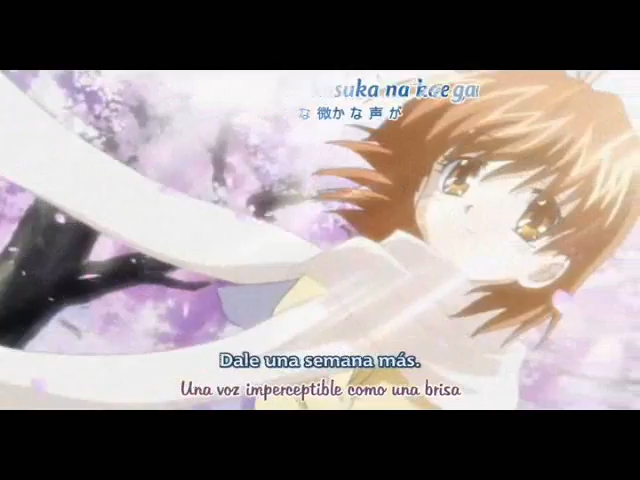 suka na koe ga
な微かな声が
Dale una semana más.
Una voz imperceptible como una brisa